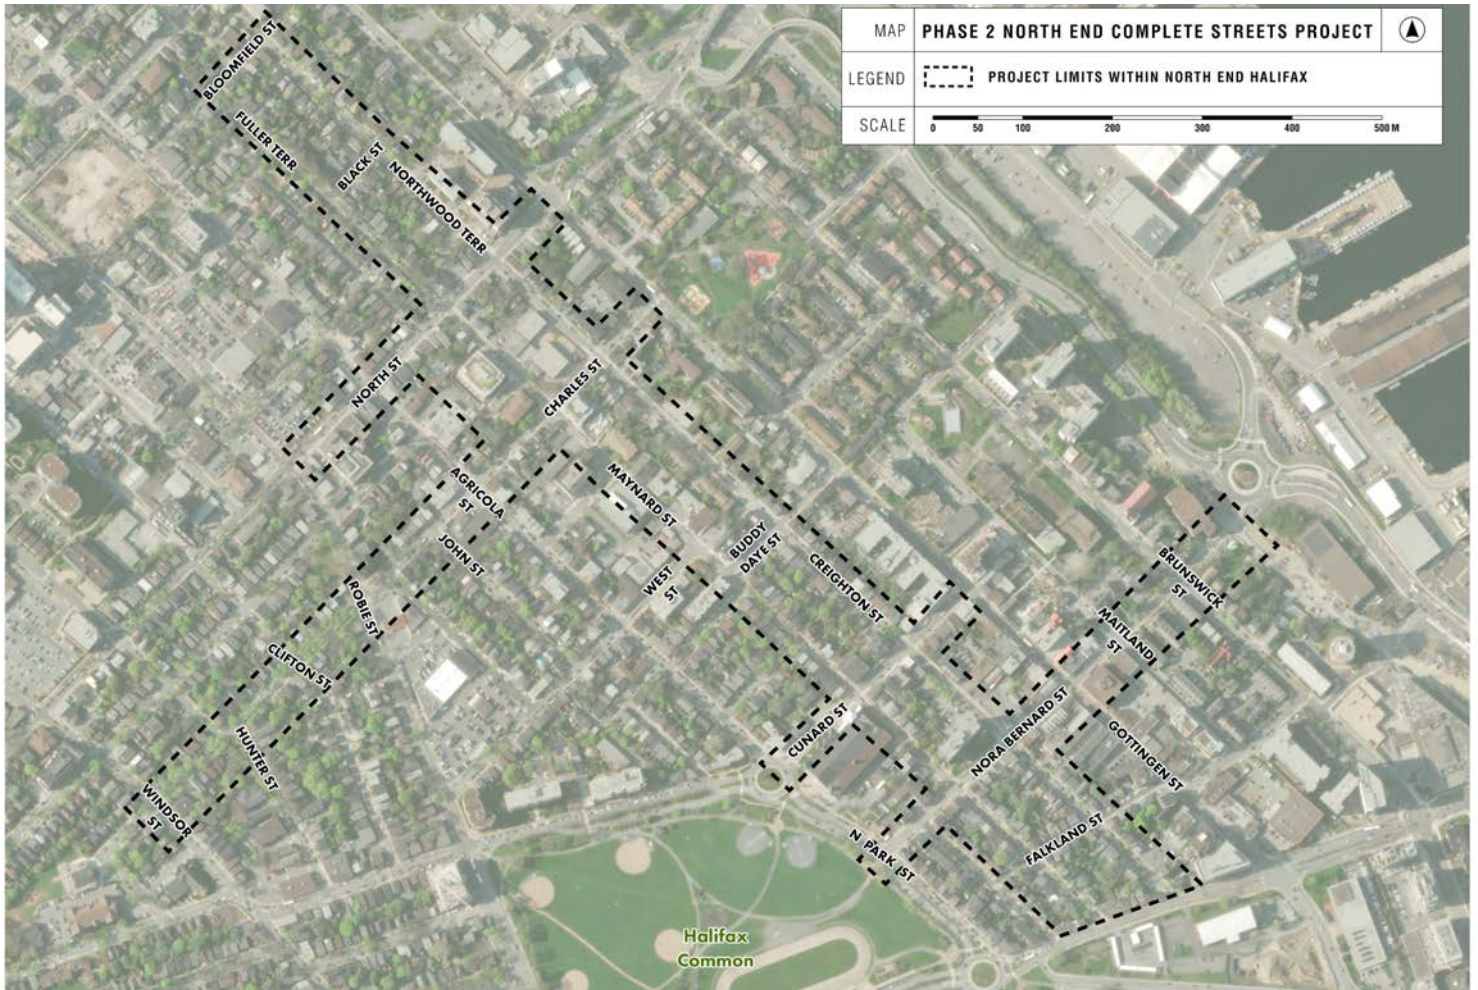 MAP
PHASE 2 NORTH END COMPLETE STREETS PROJECT
LEGEND
PROJECT LIMITS WITHIN NORTH END HALIFAX
SCALE
0 50 100 200 300 400 500 M
BLOOMFIELD ST
FULLER TERR
BLACK ST
NORTHWOOD TERR
NORTH ST
CHARLES ST
AGRICOLA
ST
JOHN ST
MAYNARD ST
BUDDY
DAYE ST
WEST
ST
CREIGHTON ST
BRUNSWICK
ST
MAITLAND
ST
ROBIE ST
CLIFTON ST
HUNTER ST
WINDSOR
ST
CUNARD ST
NORA BERNARD ST
GOTTINGEN ST
FALKLAND ST
N PARK ST
Halifax
Common